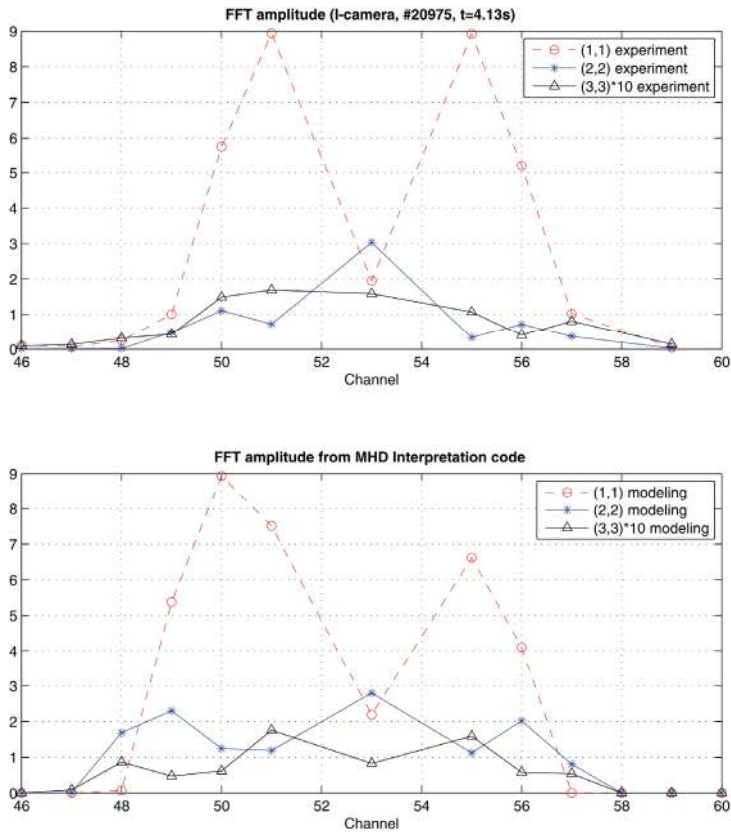 FFT amplitude (I-camera, #20975, t=4.13s)
9
8
7
6
5
4
3
2
1
0
(1,1) experiment
(2,2) experiment
(3,3)*10 experiment
46 48 50 52 54 56 58 60
Channel
FFT amplitude from MHD Interpretation code
9
8
7
6
5
4
3
2
1
0
(1,1) modeling
(2,2) modeling
(3,3)*10 modeling
46 48 50 52 54 56 58 60
Channel